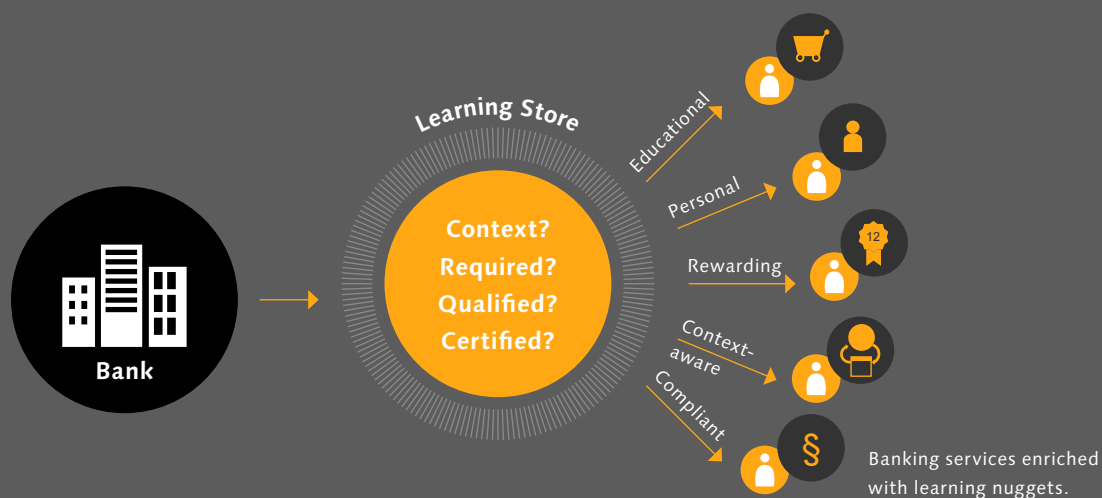 Learning Store
Bank
Context?
Required?
Qualified?
Certified?
Educational
Personal
Rewarding
12
Context-
aware
Compliant
§
Banking services enriched
with learning nuggets.